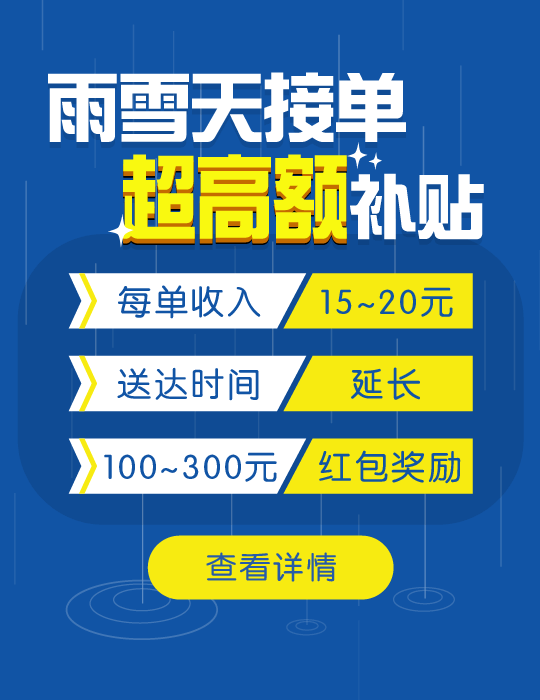 雨雪天接单
超高额补贴
每单收入 15~20元
送达时间 延长
100~300元 红包奖励
查看详情